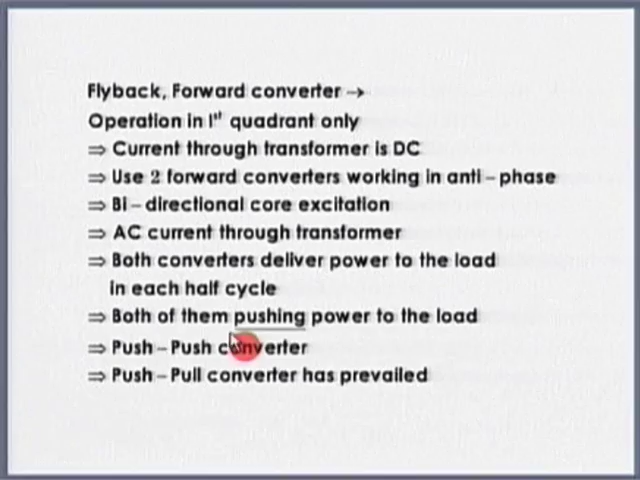 Flyback, Forward converter →
Operation in Iˢᵗ quadrant only
⇒ Current through transformer is DC
⇒ Use 2 forward converters working in anti – phase
⇒ Bi – directional core excitation
⇒ AC current through transformer
⇒ Both converters deliver power to the load
in each half cycle
⇒ Both of them pushing power to the load
⇒ Push – Push converter
⇒ Push – Pull converter has prevailed